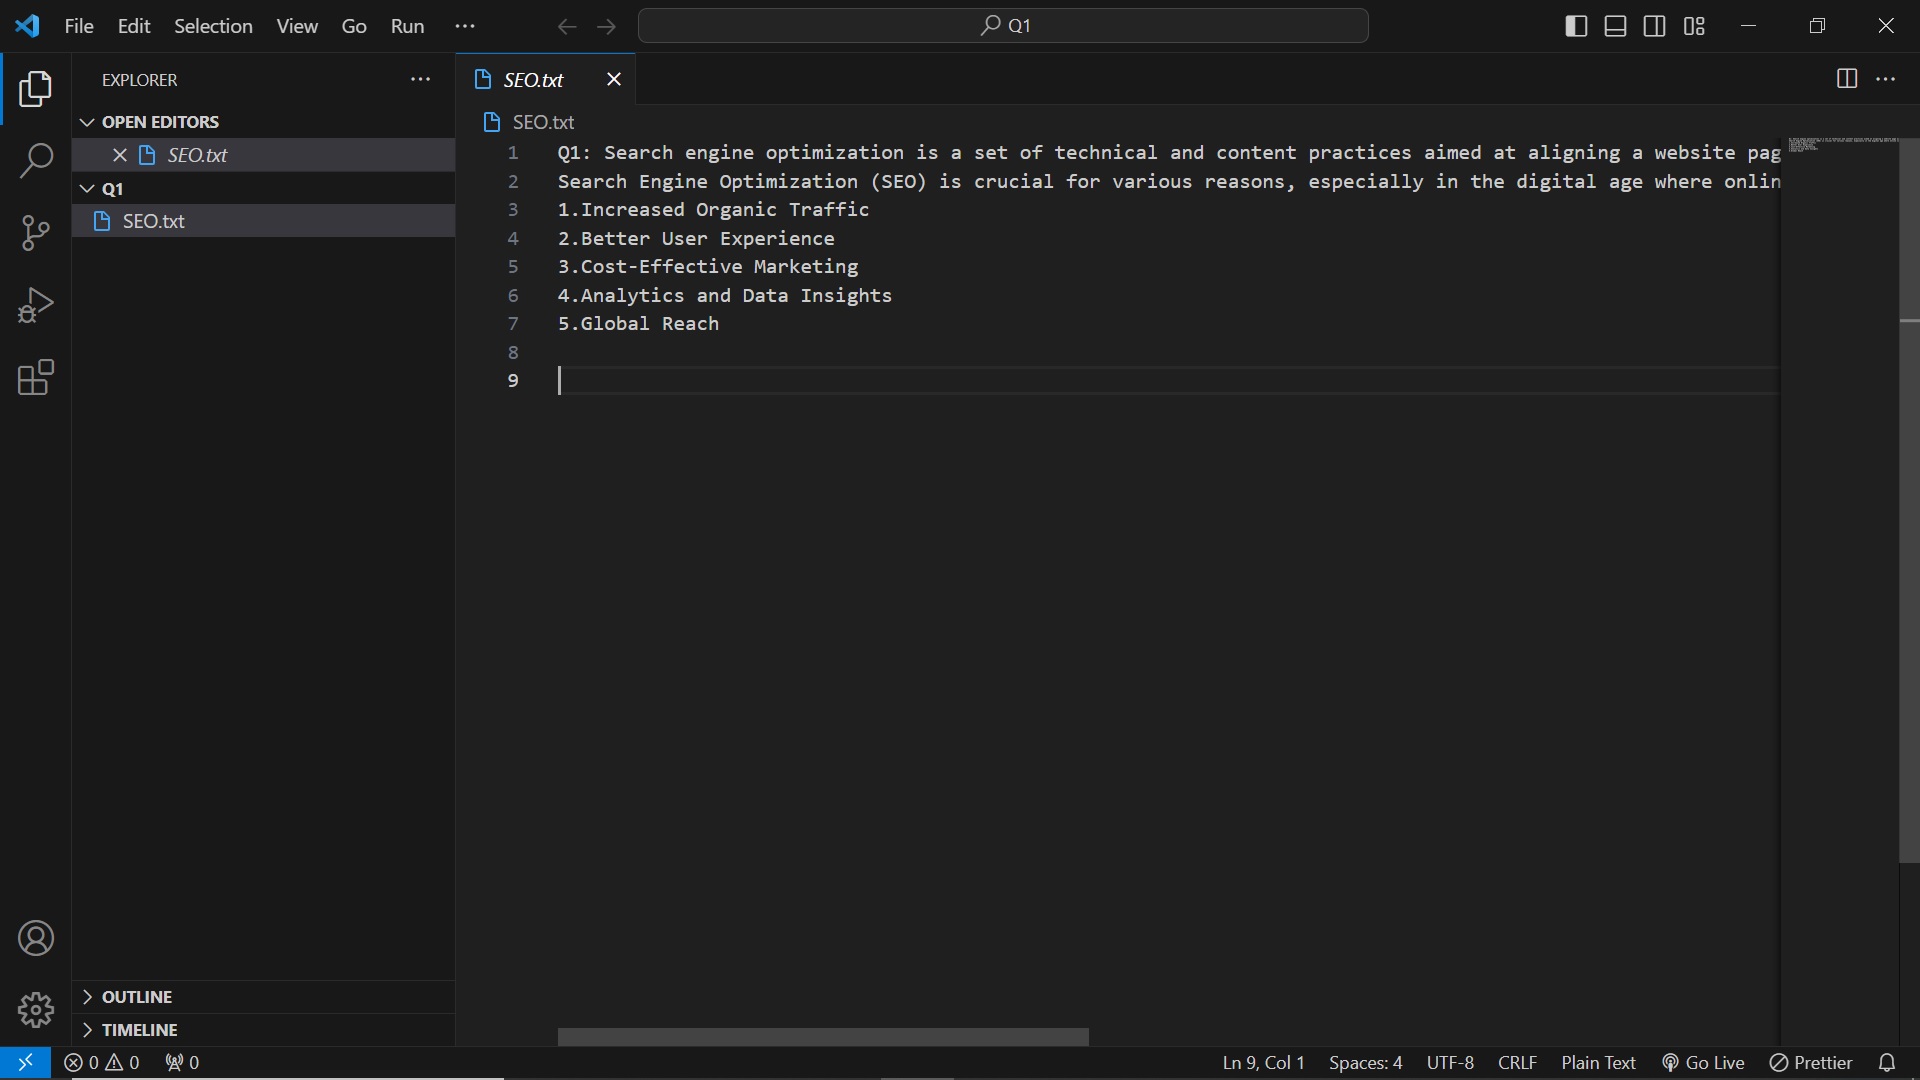 File Edit Selection View Go Run ···
Q1
EXPLORER
OPEN EDITORS
SEO.txt
Q1
SEO.txt
OUTLINE
TIMELINE
SEO.txt
SEO.txt
1 Q1: Search engine optimization is a set of technical and content practices aimed at aligning a website pag
2 Search Engine Optimization (SEO) is crucial for various reasons, especially in the digital age where onlin
3 1.Increased Organic Traffic
4 2.Better User Experience
5 3.Cost-Effective Marketing
6 4.Analytics and Data Insights
7 5.Global Reach
8
9
0 0 0 Ln 9, Col 1 Spaces: 4 UTF-8 CRLF Plain Text Go Live Prettier